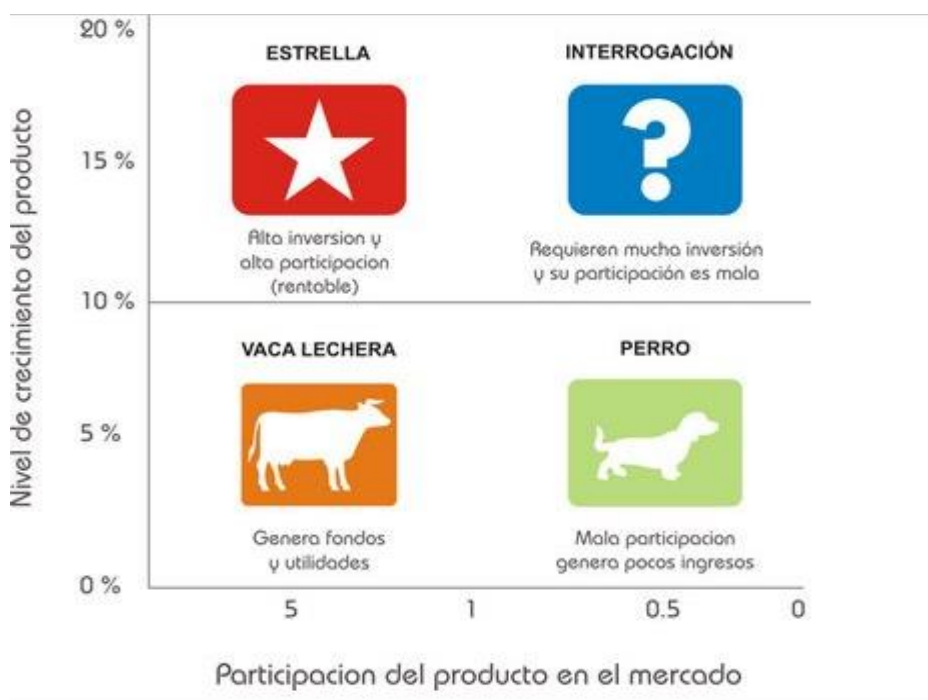 20 %
ESTRELLA
INTERROGACIÓN
?
15 %
Alta inversion y
alta participacion
(rentable)
Requieren mucha inversión
y su participación es mala
10 %
VACA LECHERA
PERRO
5 %
Genera fondos
y utilidades
Mala participacion
genera pocos ingresos
0 %
5 1 0.5 0
Nivel de crecimiento del producto
Participacion del producto en el mercado